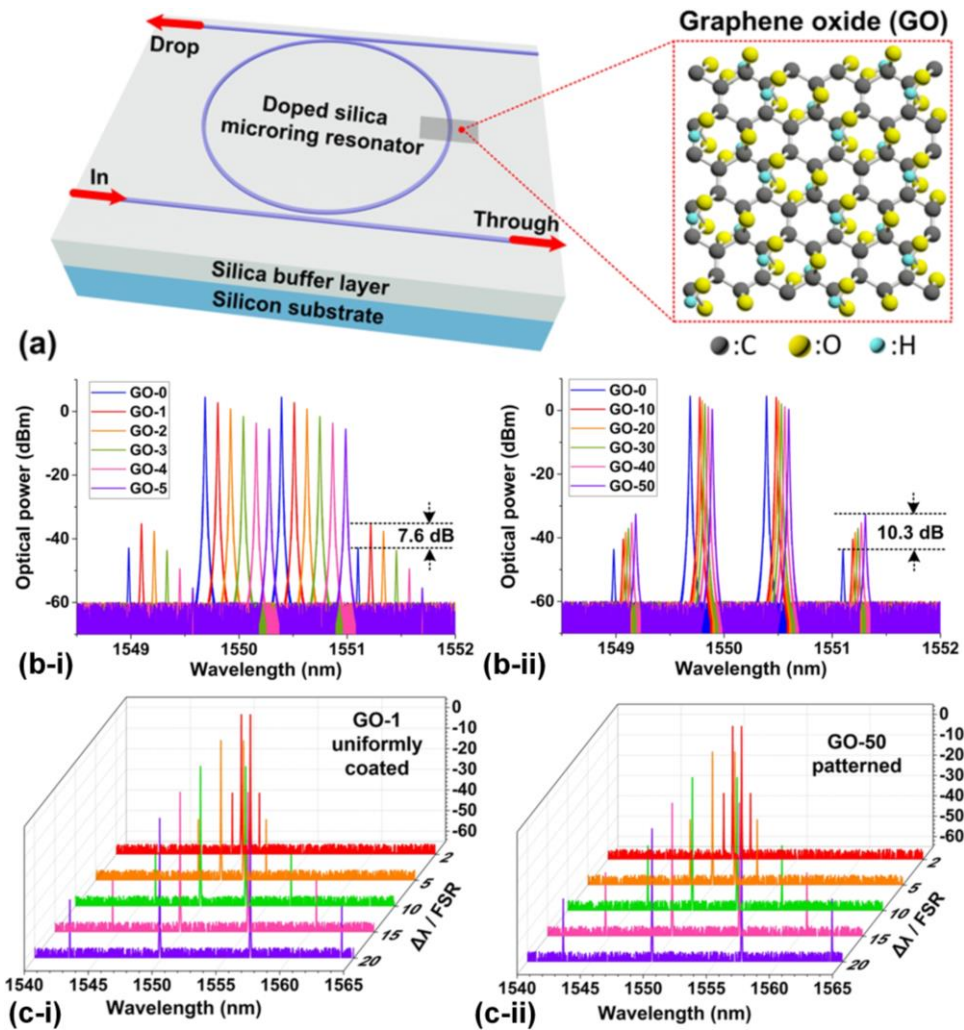 Graphene oxide (GO)
Drop
Doped silica
microring resonator
In
Through
Silica buffer layer
Silicon substrate
(a)
:C :O :H
GO-0
GO-1
GO-2
GO-3
GO-4
GO-5
7.6 dB
Optical power (dBm)
0
-20
-40
-60
1549 1550 1551 1552
Wavelength (nm)
(b-i)
GO-0
GO-10
GO-20
GO-30
GO-40
GO-50
10.3 dB
Optical power (dBm)
0
-20
-40
-60
1549 1550 1551 1552
Wavelength (nm)
(b-ii)
GO-1
uniformly
coated
0
-10
-20
-30
-40
-50
-60
2
5
10
15
20
Δλ / FSR
1540 1545 1550 1555 1560 1565
Wavelength (nm)
(c-i)
GO-50
patterned
0
-10
-20
-30
-40
-50
-60
2
5
10
15
20
Δλ / FSR
1540 1545 1550 1555 1560 1565
Wavelength (nm)
(c-ii)